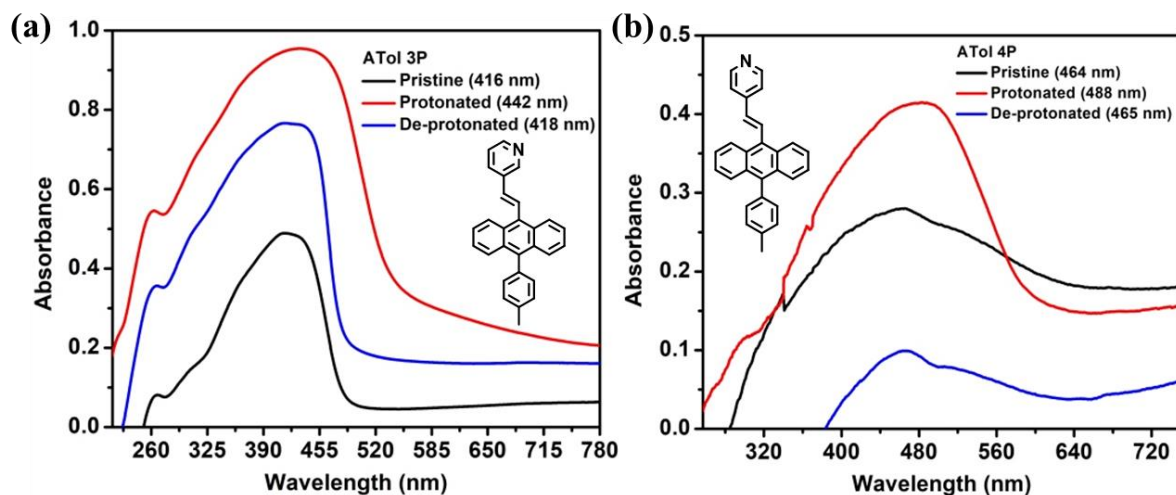 (a)
ATol 3P
Pristine (416 nm)
Protonated (442 nm)
De-protonated (418 nm)
N
1.0
0.8
0.6
0.4
0.2
0.0
Absorbance
260 325 390 455 520 585 650 715 780
Wavelength (nm)
(b)
ATol 4P
Pristine (464 nm)
Protonated (488 nm)
De-protonated (465 nm)
N
0.5
0.4
0.3
0.2
0.1
0.0
Absorbance
320 400 480 560 640 720
Wavelength (nm)